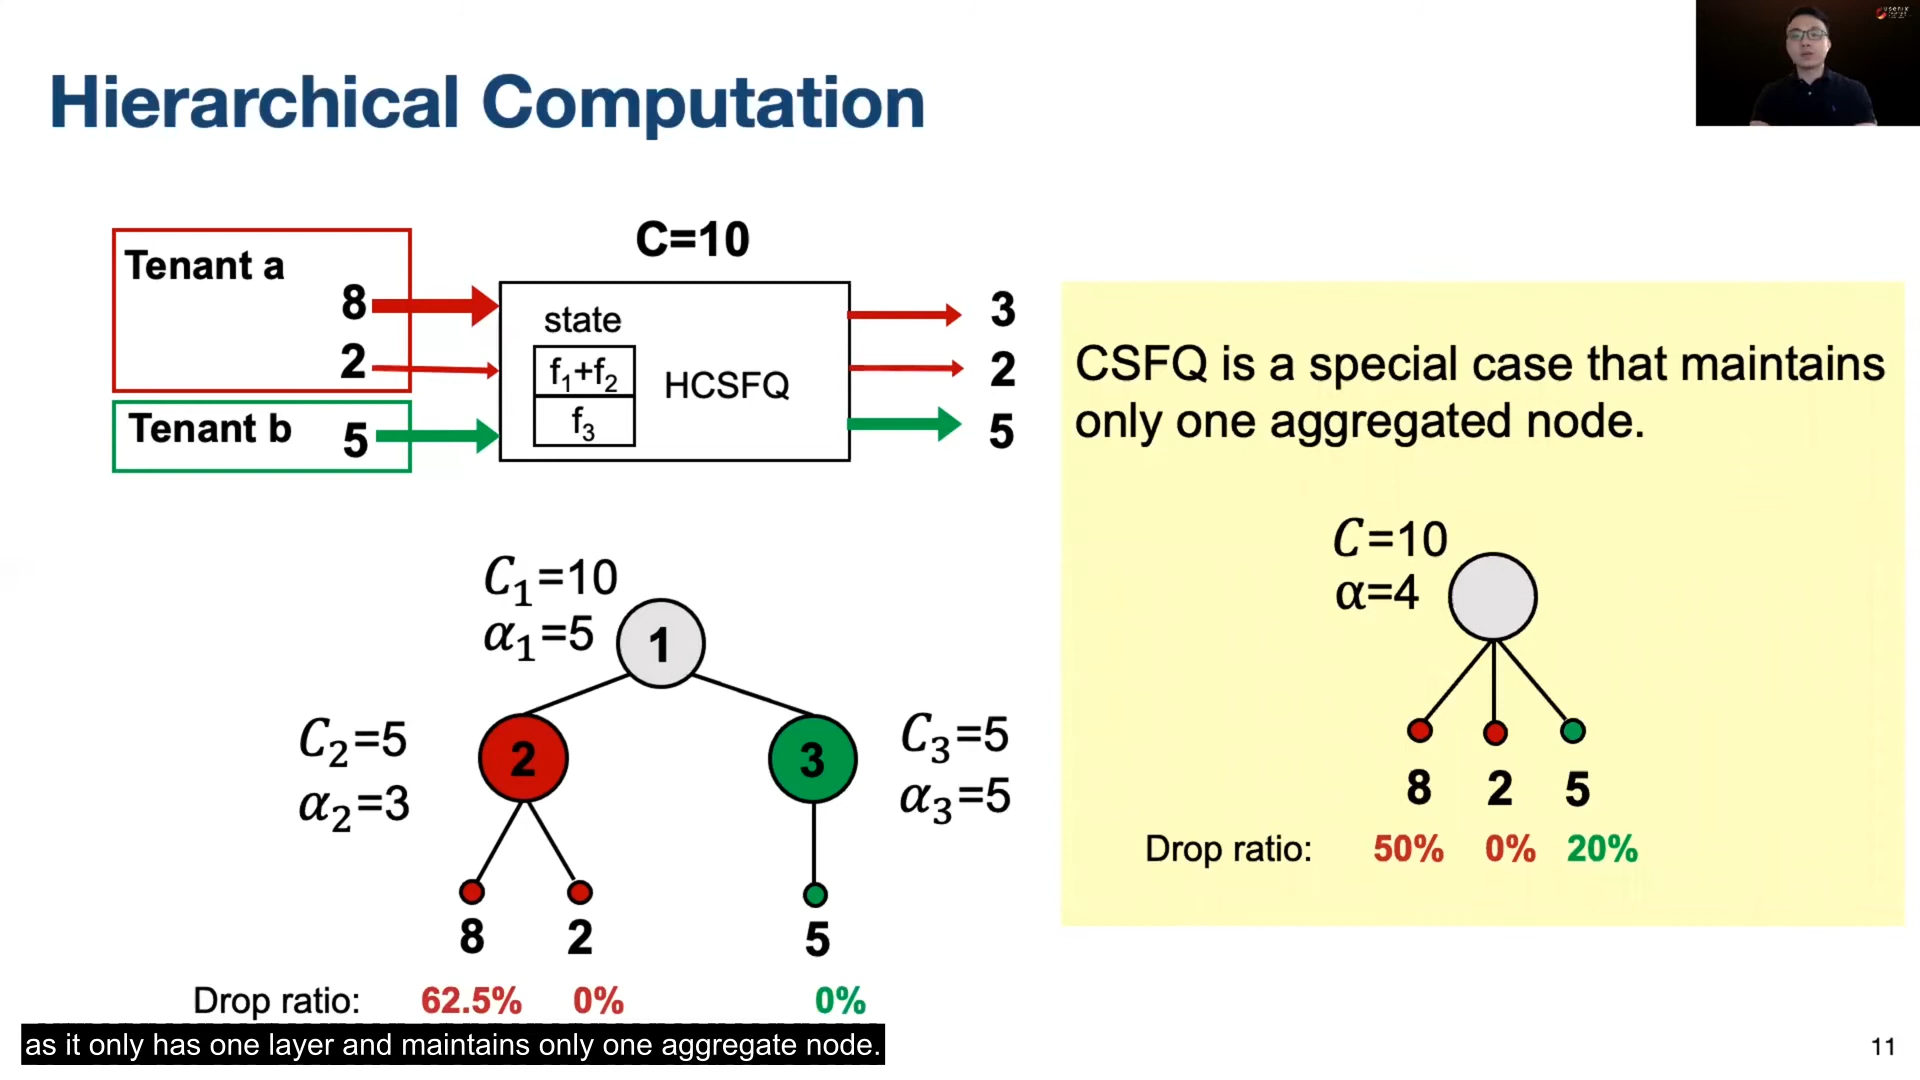 Hierarchical Computation
usenix
Tenant a
8
2
Tenant b
5
C=10
state
f₁+f₂
f₃
HCSFQ
3
2
5
C₁=10
α₁=5
1
C₂=5
α₂=3
2
3
C₃=5
α₃=5
8 2 5
Drop ratio: 62.5% 0% 0%
CSFQ is a special case that maintains
only one aggregated node.
C=10
α=4
8 2 5
Drop ratio: 50% 0% 20%
as it only has one layer and maintains only one aggregate node.
11